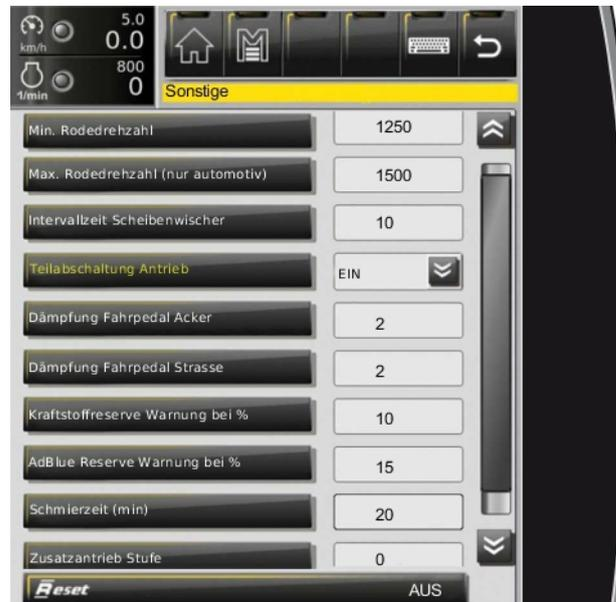 5.0
km/h
0.0
800
1/min
0
Sonstige
Min. Rodedrehzahl
1250
Max. Rodedrehzahl (nur automotiv)
1500
Intervallzeit Scheibenwischer
10
Teilabschaltung Antrieb
EIN
Dämpfung Fahrpedal Acker
2
Dämpfung Fahrpedal Strasse
2
Kraftstoffreserve Warnung bei %
10
AdBlue Reserve Warnung bei %
15
Schmierzeit (min)
20
Zusatzantrieb Stufe
0
Reset
AUS